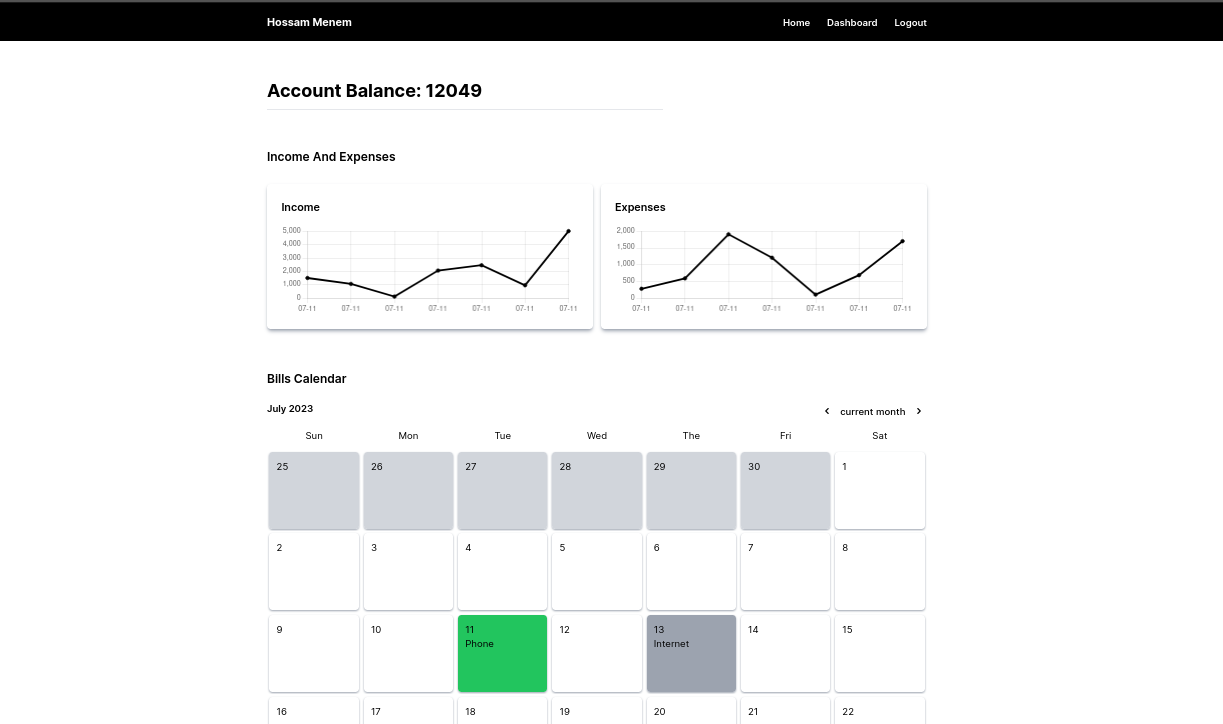 Hossam Menem
Home Dashboard Logout
Account Balance: 12049
Income And Expenses
Income
5,000
4,000
3,000
2,000
1,000
0
07-11 07-11 07-11 07-11 07-11 07-11 07-11
Expenses
2,000
1,500
1,000
500
0
07-11 07-11 07-11 07-11 07-11 07-11 07-11
Bills Calendar
July 2023
current month
Sun Mon Tue Wed The Fri Sat
25 26 27 28 29 30 1
2 3 4 5 6 7 8
9 10 11 12 13 14 15
Phone Internet
16 17 18 19 20 21 22